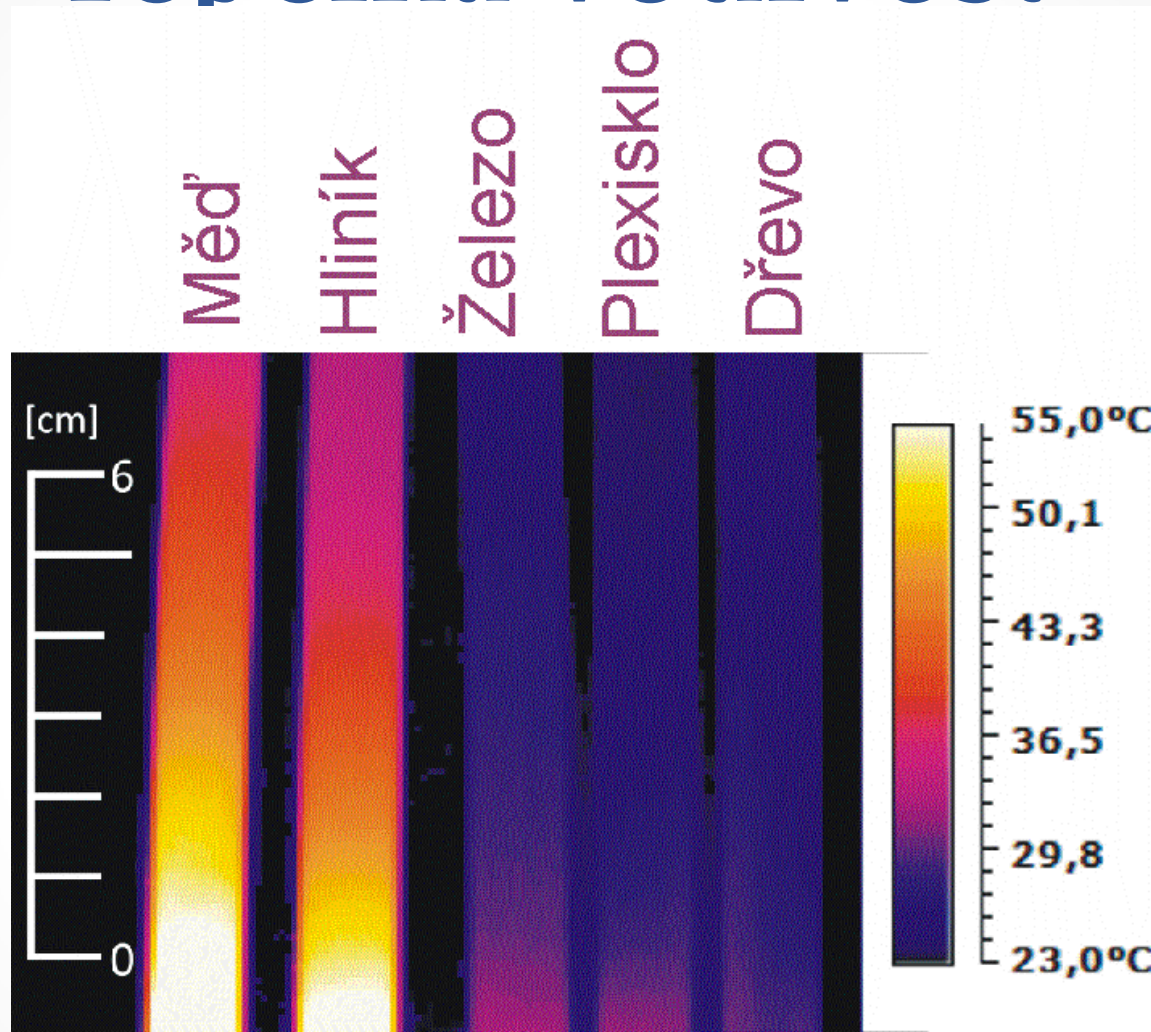 Měď
Hliník
Železo
Plexisklo
Dřevo
[cm]
6
0
55,0°C
50,1
43,3
36,5
29,8
23,0°C